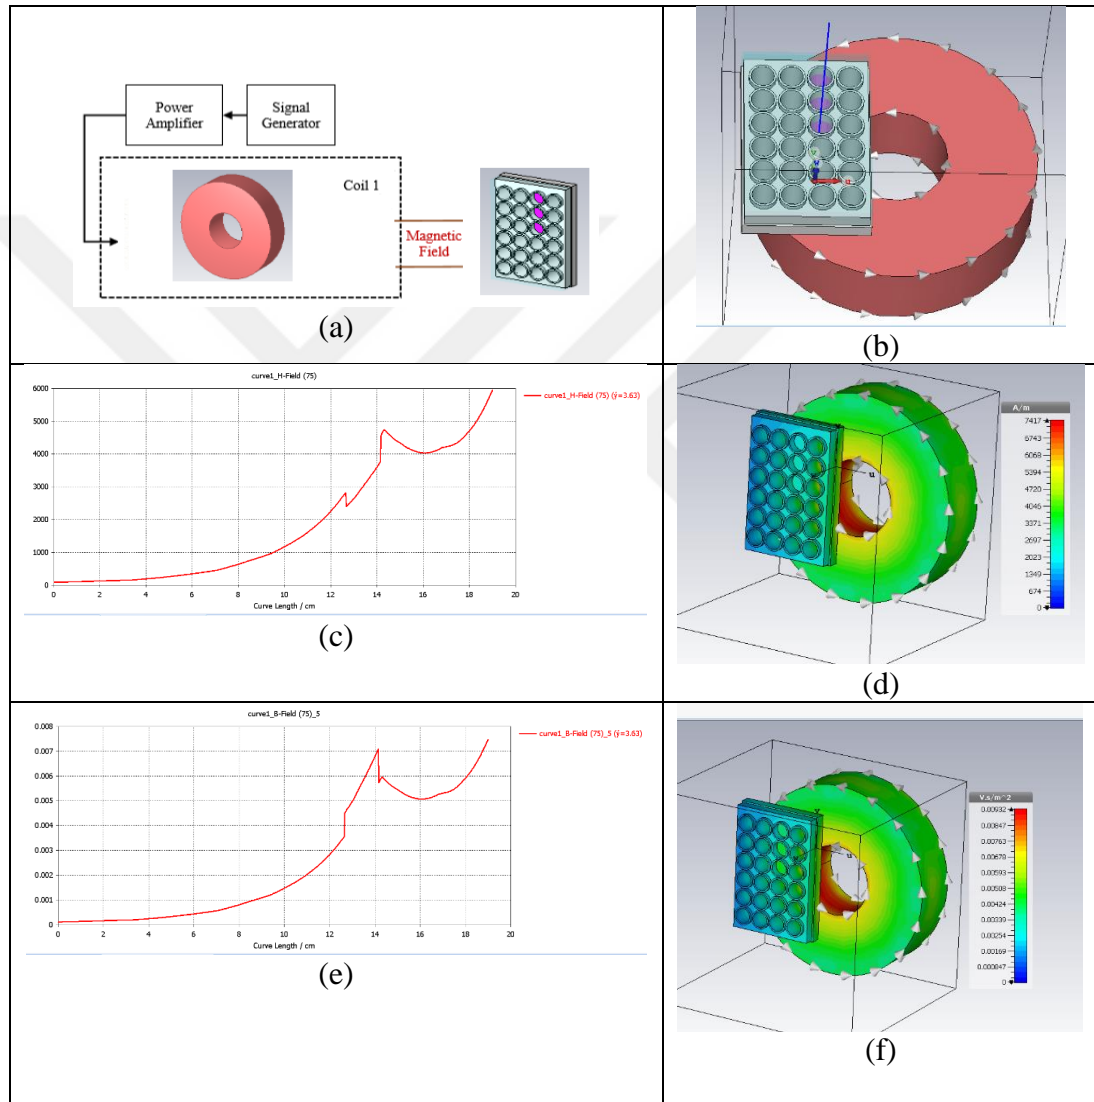 Power
Amplifier
Signal
Generator
Coil 1
Magnetic
Field
(a)
v
w
u
(b)
curve1_H-Field (75)
6000
5000
4000
3000
2000
1000
0
0 2 4 6 8 10 12 14 16 18 20
Curve Length / cm
curve1_H-Field (75) (ÿ=3.63)
(c)
u
A/m
7417
6743
6069
5394
4720
4045
3371
2697
2023
1349
674
0
(d)
curve1_B-Field (75)_5
0.008
0.007
0.006
0.005
0.004
0.003
0.002
0.001
0
0 2 4 6 8 10 12 14 16 18 20
Curve Length / cm
curve1_B-Field (75)_5 (ÿ=3.63)
(e)
u
V.s/m^2
0.00932
0.00847
0.00763
0.00678
0.00593
0.00508
0.00424
0.00339
0.00254
0.00169
0.000847
0
(f)